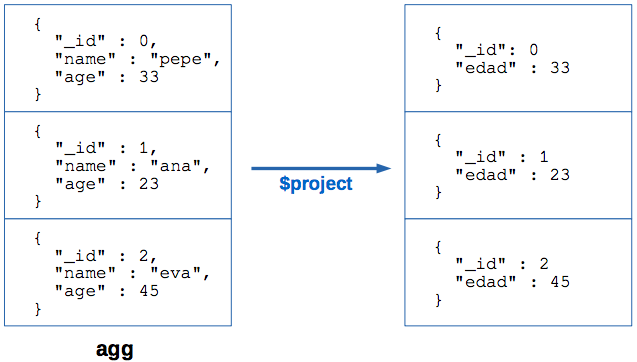 {
"_id" : 0,
"name" : "pepe",
"age" : 33
}
{
"_id" : 1,
"name" : "ana",
"age" : 23
}
{
"_id" : 2,
"name" : "eva",
"age" : 45
}
agg
$project
{
"_id": 0
"edad" : 33
}
{
"_id" : 1
"edad" : 23
}
{
"_id" : 2
"edad" : 45
}